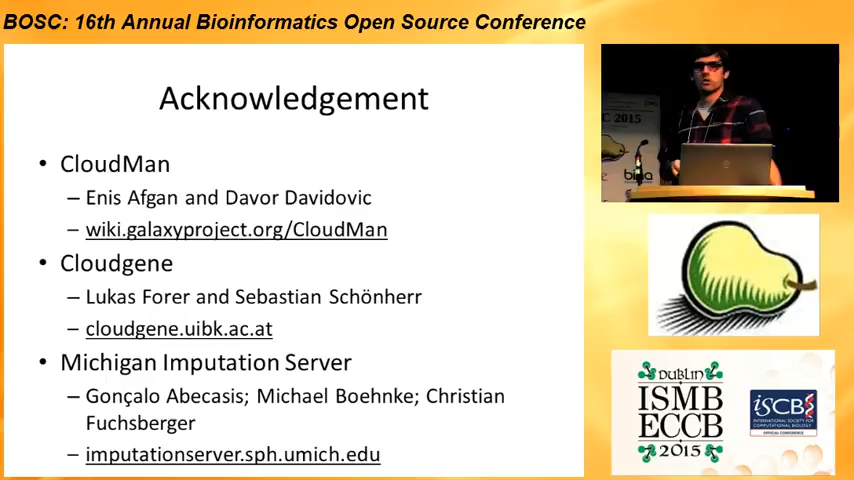 BOSC: 16th Annual Bioinformatics Open Source Conference
Acknowledgement
• CloudMan
– Enis Afgan and Davor Davidovic
– wiki.galaxyproject.org/CloudMan
• Cloudgene
– Lukas Forer and Sebastian Schönherr
– cloudgene.uibk.ac.at
• Michigan Imputation Server
– Gonçalo Abecasis; Michael Boehnke; Christian
Fuchsberger
– imputationserver.sph.umich.edu
C 2015
bina
DUBLIN
ISMB
ECCB
2015
iSCB
INTERNATIONAL SOCIETY FOR
COMPUTATIONAL BIOLOGY
OFFICIAL CONFERENCE